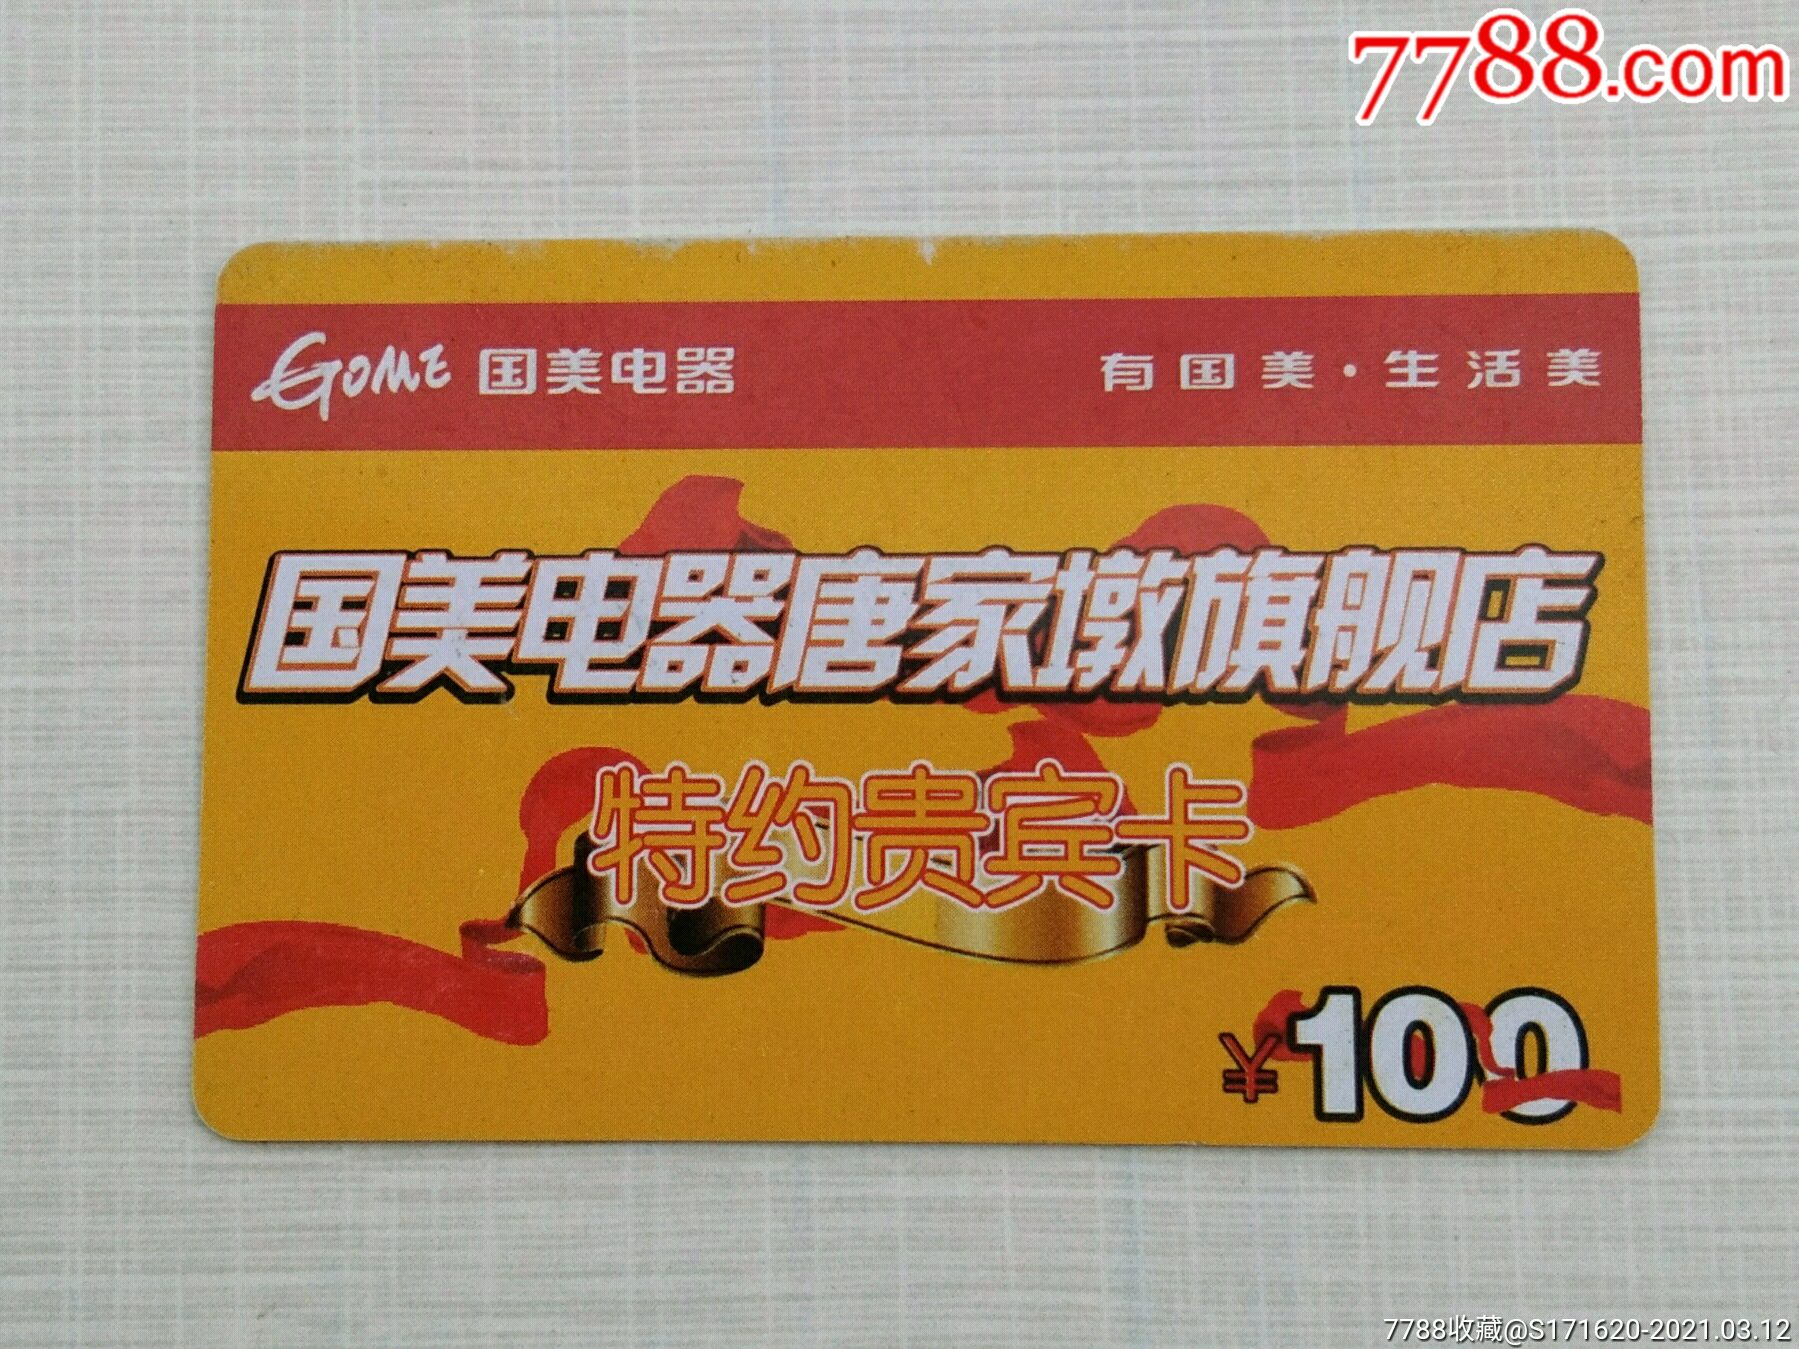 7788.com
GOME 国美电器 有国美·生活美
国美电器唐家墩旗舰店
特约贵宾卡
¥100
7788收藏@S171620-2021.03.12